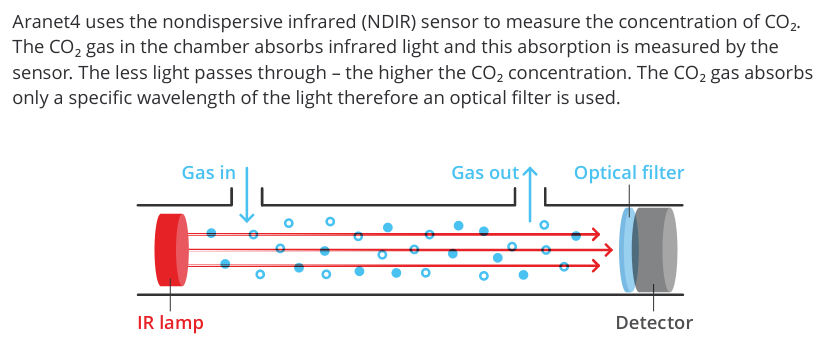 Aranet4 uses the nondispersive infrared (NDIR) sensor to measure the concentration of CO₂.
The CO₂ gas in the chamber absorbs infrared light and this absorption is measured by the
sensor. The less light passes through – the higher the CO₂ concentration. The CO₂ gas absorbs
only a specific wavelength of the light therefore an optical filter is used.
Gas in
Gas out
Optical filter
IR lamp
Detector